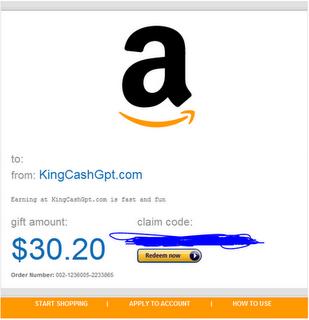 a
to:
from: KingCashGpt.com
Earning at KingCashGpt.com is fast and fun
gift amount: claim code:
$30.20
Redeem now
Order Number: 002-1236005-2233865
START SHOPPING | APPLY TO ACCOUNT | HOW TO USE